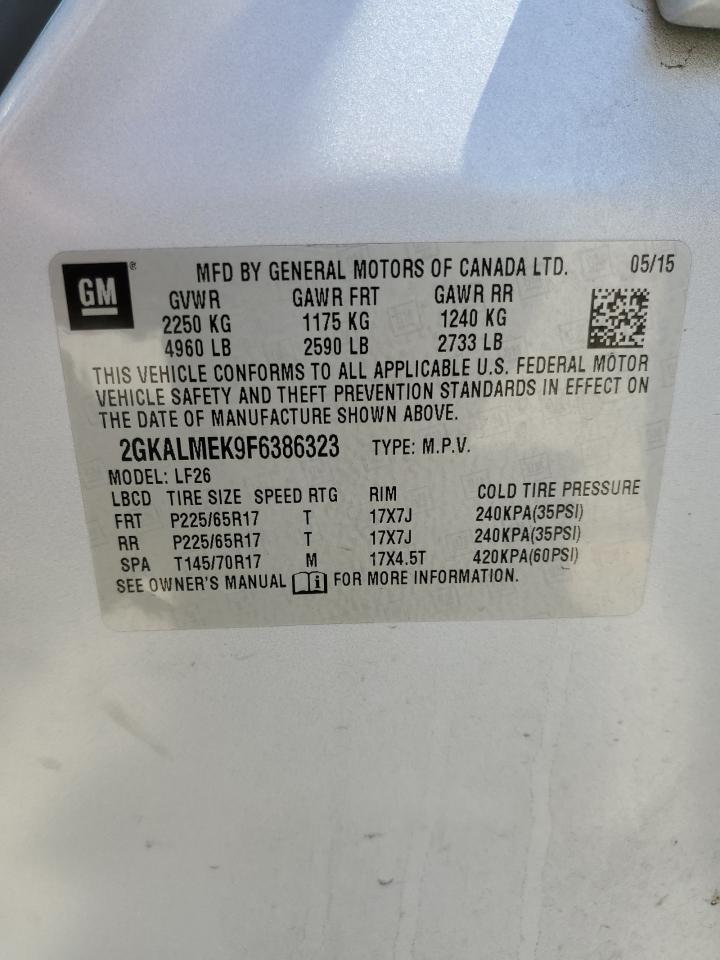 GM ® MFD BY GENERAL MOTORS OF CANADA LTD. 05/15
GVWR GAWR FRT GAWR RR
2250 KG 1175 KG 1240 KG
4960 LB 2590 LB 2733 LB
THIS VEHICLE CONFORMS TO ALL APPLICABLE U.S. FEDERAL MOTOR
VEHICLE SAFETY AND THEFT PREVENTION STANDARDS IN EFFECT ON
THE DATE OF MANUFACTURE SHOWN ABOVE.
2GKALMEK9F6386323 TYPE: M.P.V.
MODEL: LF26
LBCD TIRE SIZE SPEED RTG RIM COLD TIRE PRESSURE
FRT P225/65R17 T 17X7J 240KPA(35PSI)
RR P225/65R17 T 17X7J 240KPA(35PSI)
SPA T145/70R17 M 17X4.5T 420KPA(60PSI)
SEE OWNER'S MANUAL i FOR MORE INFORMATION.